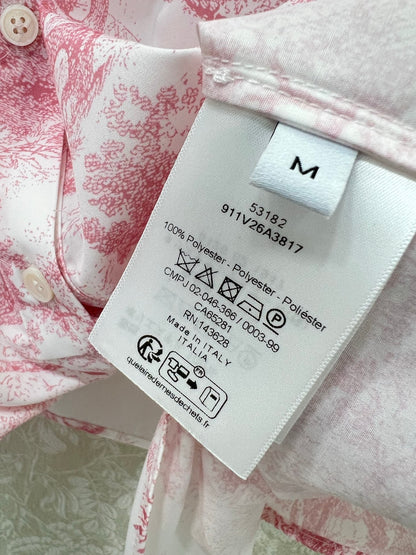 M
53182
911V26A3817
100% Polyester - Polyester - Poliéster
CMPJ 02-046-366 / 0003-99
CA65281
RN 143628
Made in ITALY
ITALIA
quefairedemesdechets.fr